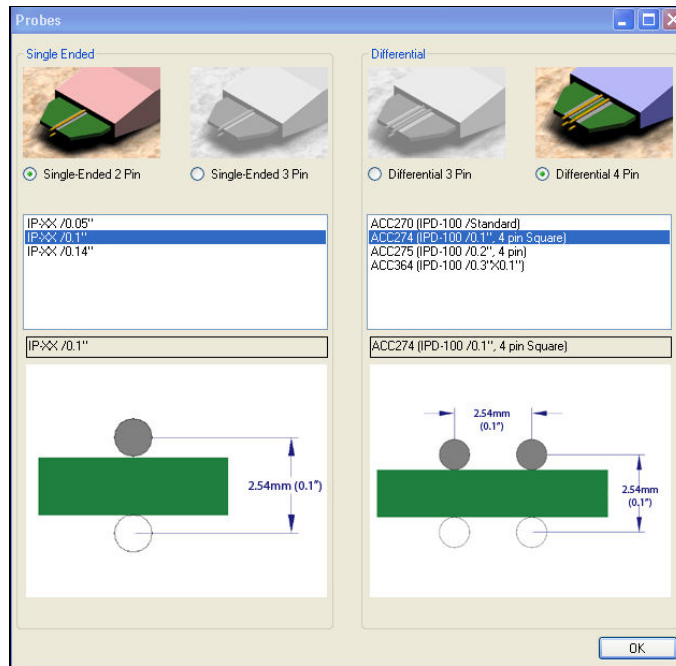 Probes
Single Ended
Single-Ended 2 Pin
Single-Ended 3 Pin
IP-XX /0.05"
IP-XX /0.1"
IP-XX /0.14"
IP-XX /0.1"
2.54mm (0.1")
Differential
Differential 3 Pin
Differential 4 Pin
ACC270 (IPD-100 /Standard)
ACC274 (IPD-100 /0.1", 4 pin Square)
ACC275 (IPD-100 /0.2", 4 pin)
ACC364 (IPD-100 /0.3"X0.1")
ACC274 (IPD-100 /0.1", 4 pin Square)
2.54mm
(0.1")
2.54mm
(0.1")
OK